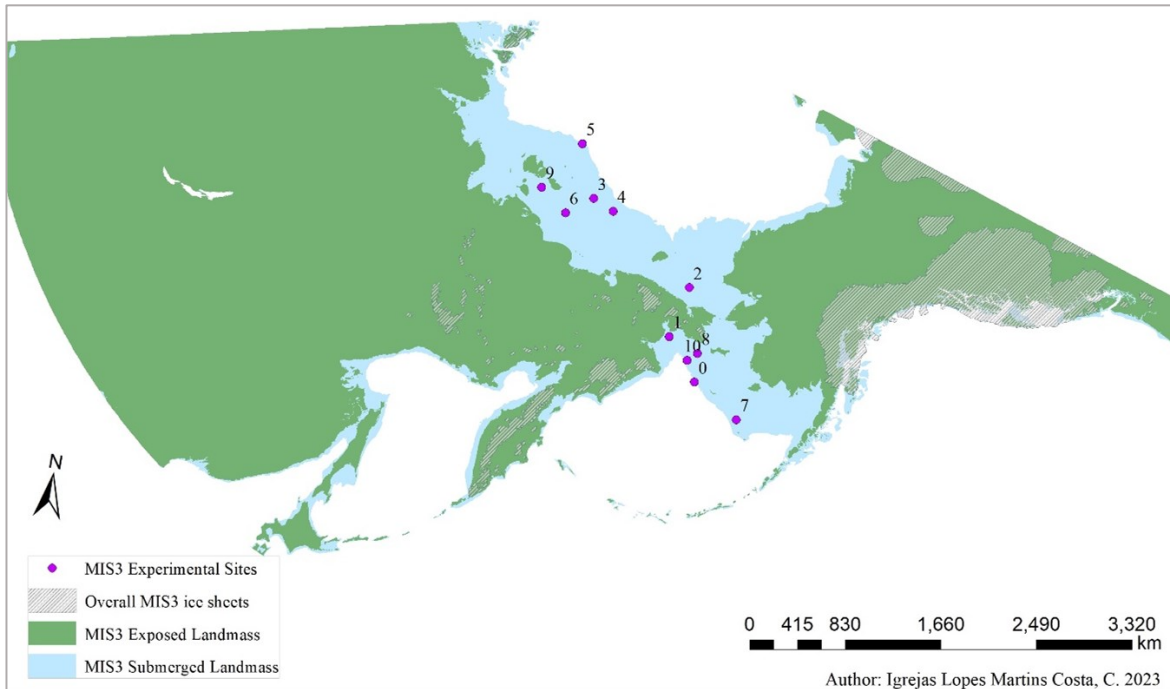 5
9
3
4
6
2
1
8
10
0
7
N
MIS3 Experimental Sites
Overall MIS3 ice sheets
MIS3 Exposed Landmass
MIS3 Submerged Landmass
0 415 830 1,660 2,490 3,320
km
Author: Igrejas Lopes Martins Costa, C. 2023